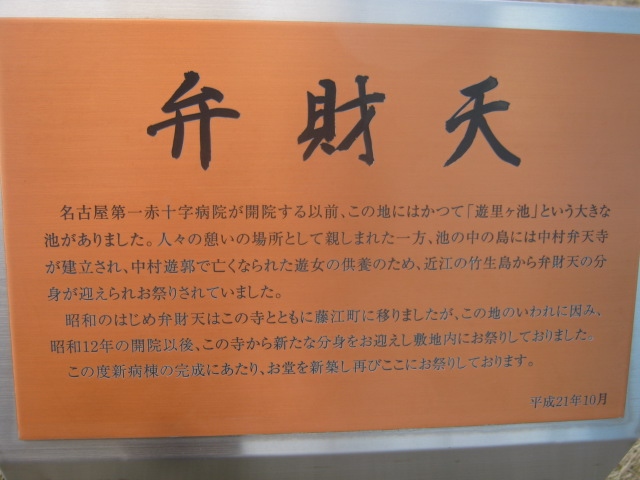 弁財天
名古屋第一赤十字病院が開院する以前、この地にはかつて「遊里ヶ池」という大きな
池がありました。人々の憩いの場所として親しまれた一方、池の中の島には中村弁天寺
が建立され、中村遊郭で亡くなられた遊女の供養のため、近江の竹生島から弁財天の分
身が迎えられお祭りされていました。
昭和のはじめ弁財天はこの寺とともに藤江町に移りましたが、この地のいわれに因み、
昭和12年の開院以後、この寺から新たな分身をお迎えし敷地内にお祭りしておりました。
この度新病棟の完成にあたり、お堂を新築し再びここにお祭りしております。
平成21年10月